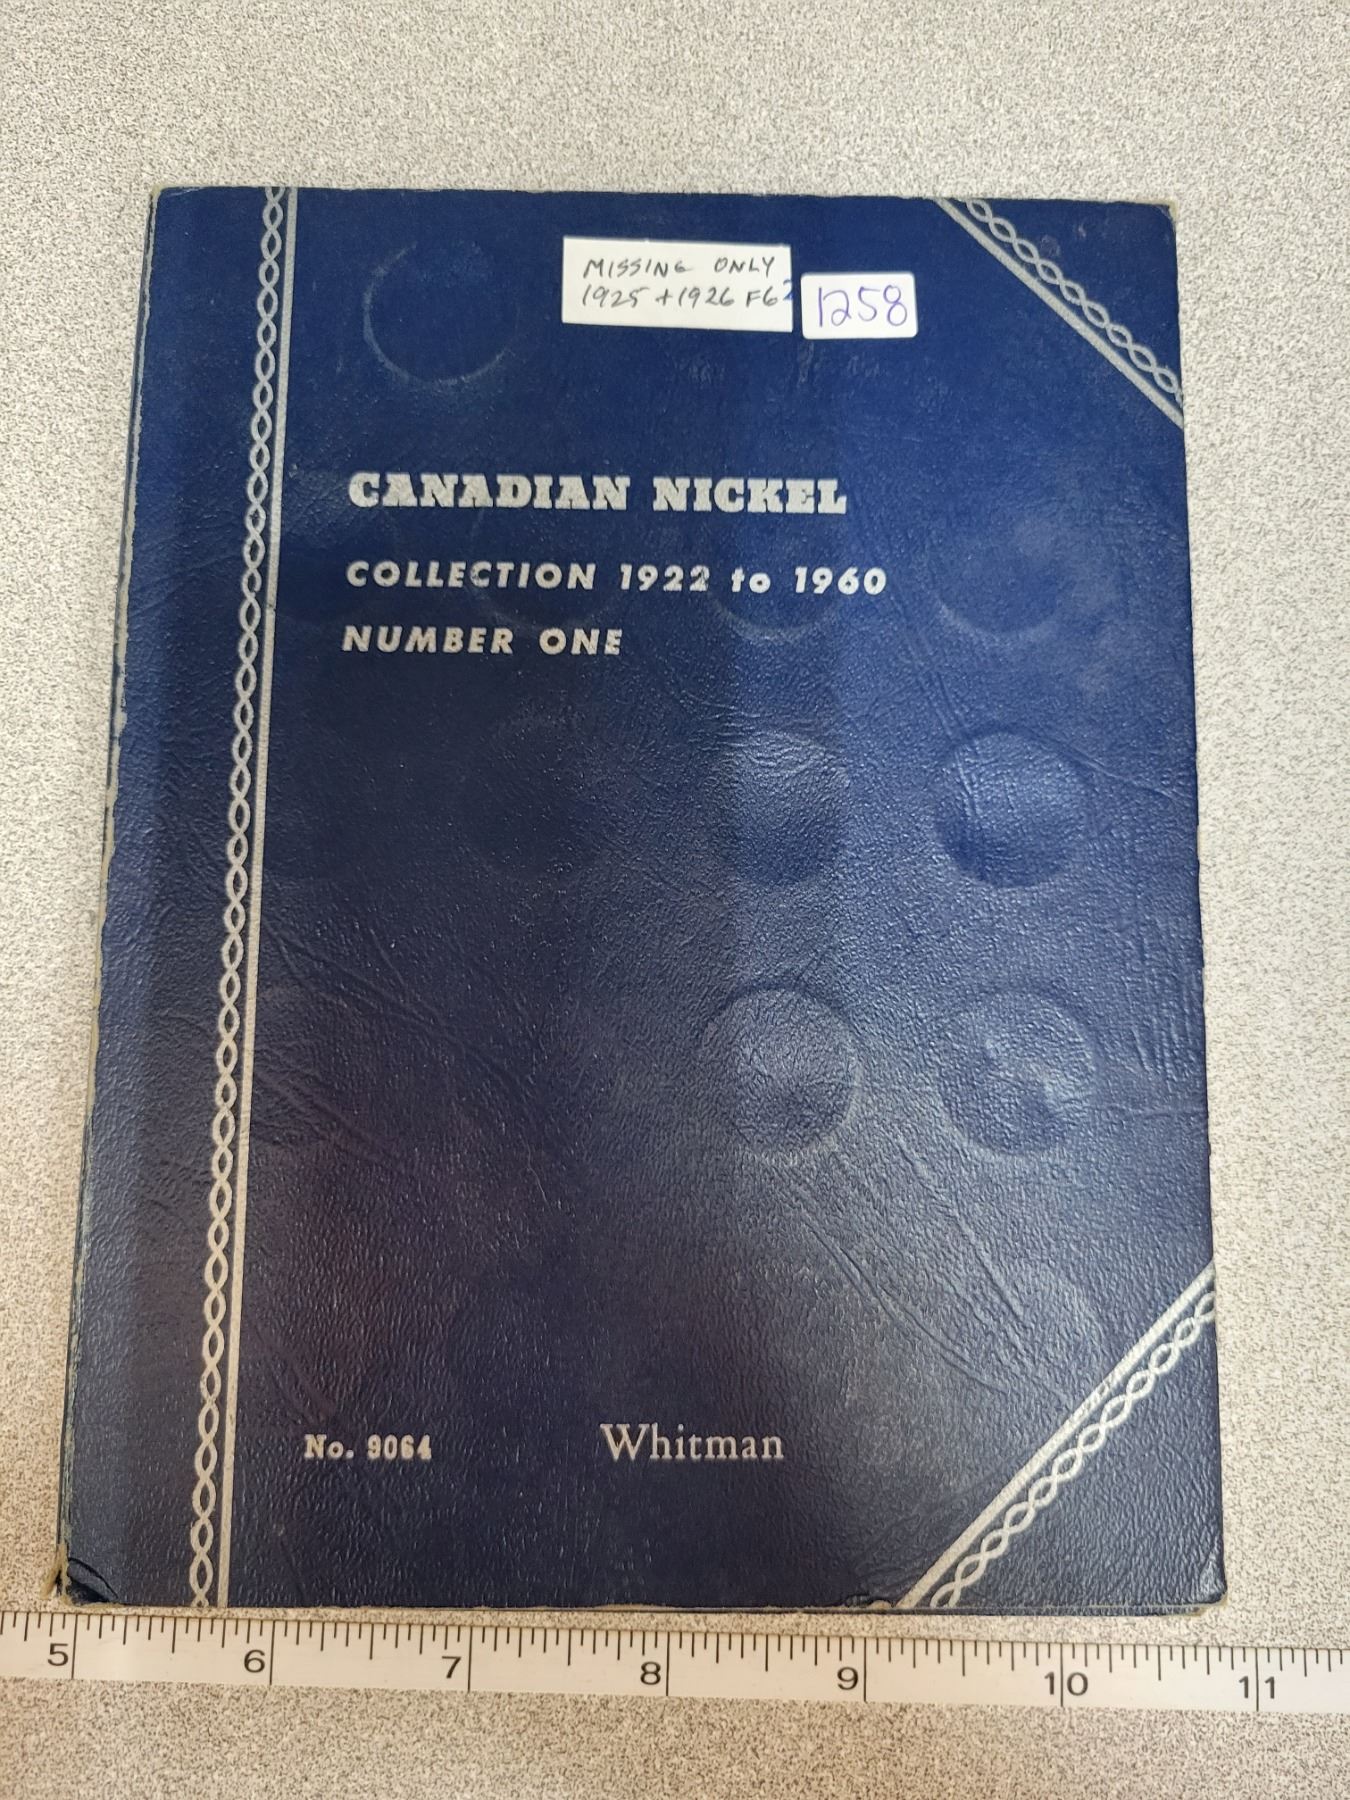 MISSING ONLY
1925 + 1926 F6
1258
CANADIAN NICKEL
COLLECTION 1922 to 1960
NUMBER ONE
No. 9064
Whitman
5 6 7 8 9 10 11